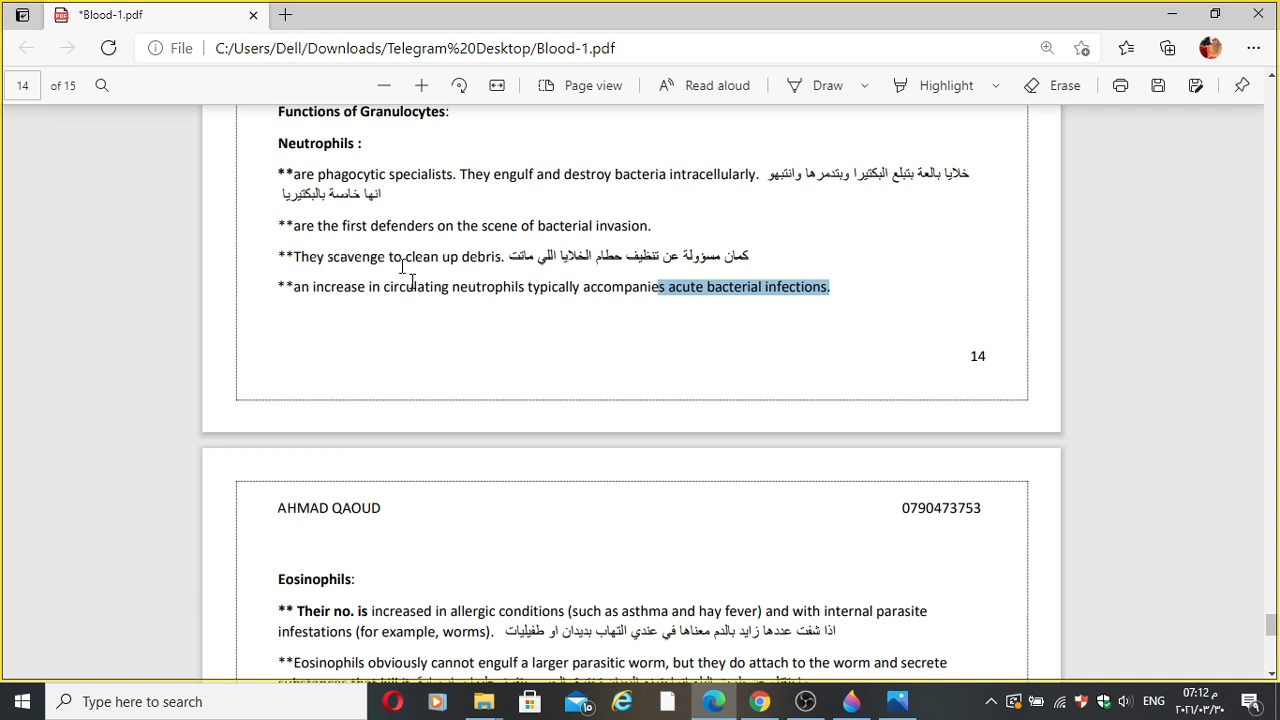 *Blood-1.pdf
File C:/Users/Dell/Downloads/Telegram%20Desktop/Blood-1.pdf
14 of 15 Page view Read aloud Draw Highlight Erase
Functions of Granulocytes:
Neutrophils :
**are phagocytic specialists. They engulf and destroy bacteria intracellularly. خلايا بالعة بتبلع البكتيرا وبتدمرها وانتبهو
انها خاصة بالبكتيريا
**are the first defenders on the scene of bacterial invasion.
**They scavenge to clean up debris. كمان مسؤولة عن تنظيف حطام الخلايا اللي ماتت
**an increase in circulating neutrophils typically accompanies acute bacterial infections.
14
AHMAD QAOUD 0790473753
Eosinophils:
** Their no. is increased in allergic conditions (such as asthma and hay fever) and with internal parasite
infestations (for example, worms). اذا شفت عددها زايد بالدم معناها في عندي التهاب بديدان او طفيليات
**Eosinophils obviously cannot engulf a larger parasitic worm, but they do attach to the worm and secrete
Type here to search
ENG
م 07:12
٢٠٢١/٠٣/٣٠